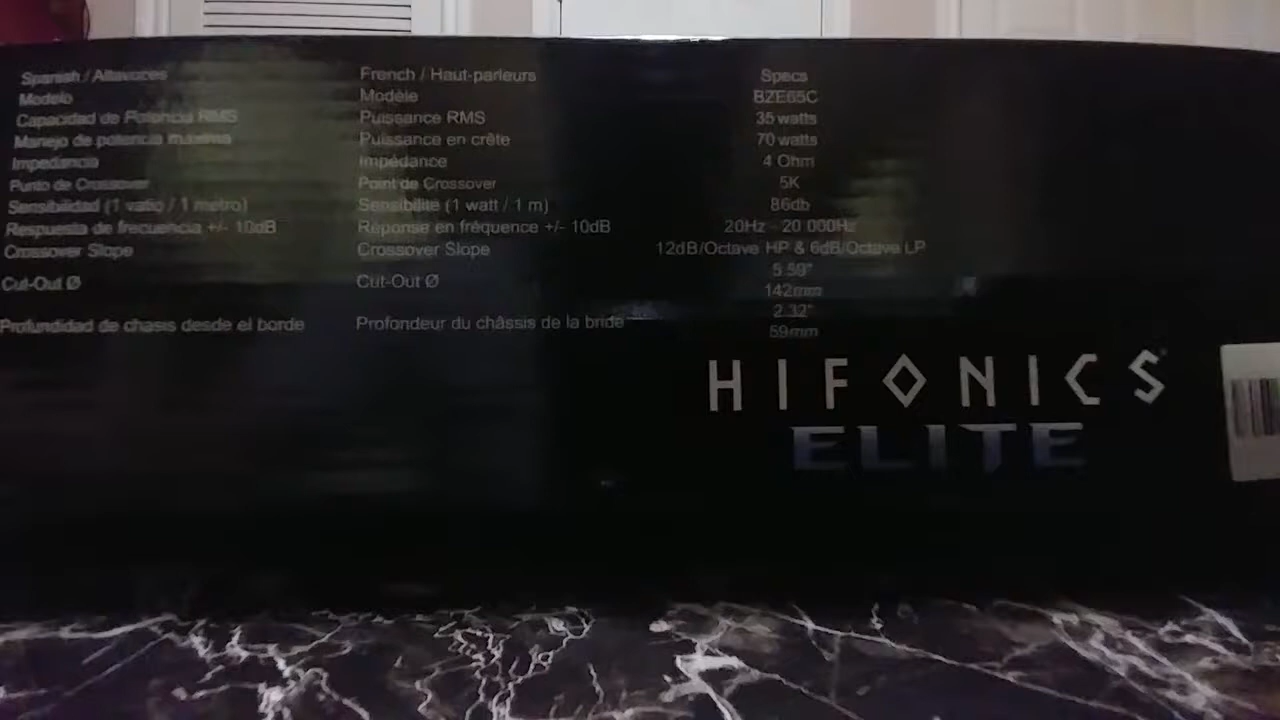 Spanish / Altavoces French / Haut-parleurs Specs
Modelo Modèle BZE65C
Capacidad de Potencia RMS Puissance RMS 35 watts
Manejo de potencia maxima Puissance en crête 70 watts
Impedancia Impédance 4 Ohm
Punto de Crossover Point de Crossover 5K
Sensibilidad (1 vatio / 1 metro) Sensibilité (1 watt / 1 m) 86db
Respuesta de frecuencia +/- 10dB Réponse en fréquence +/- 10dB 20Hz - 20 000Hz
Crossover Slope Crossover Slope 12dB/Octave HP & 6dB/Octave LP
5.59"
Cut-Out Ø Cut-Out Ø
142mm
2.32"
Profundidad de chasis desde el borde Profondeur du châssis de la bride
59mm
HIFONICS
ELITE